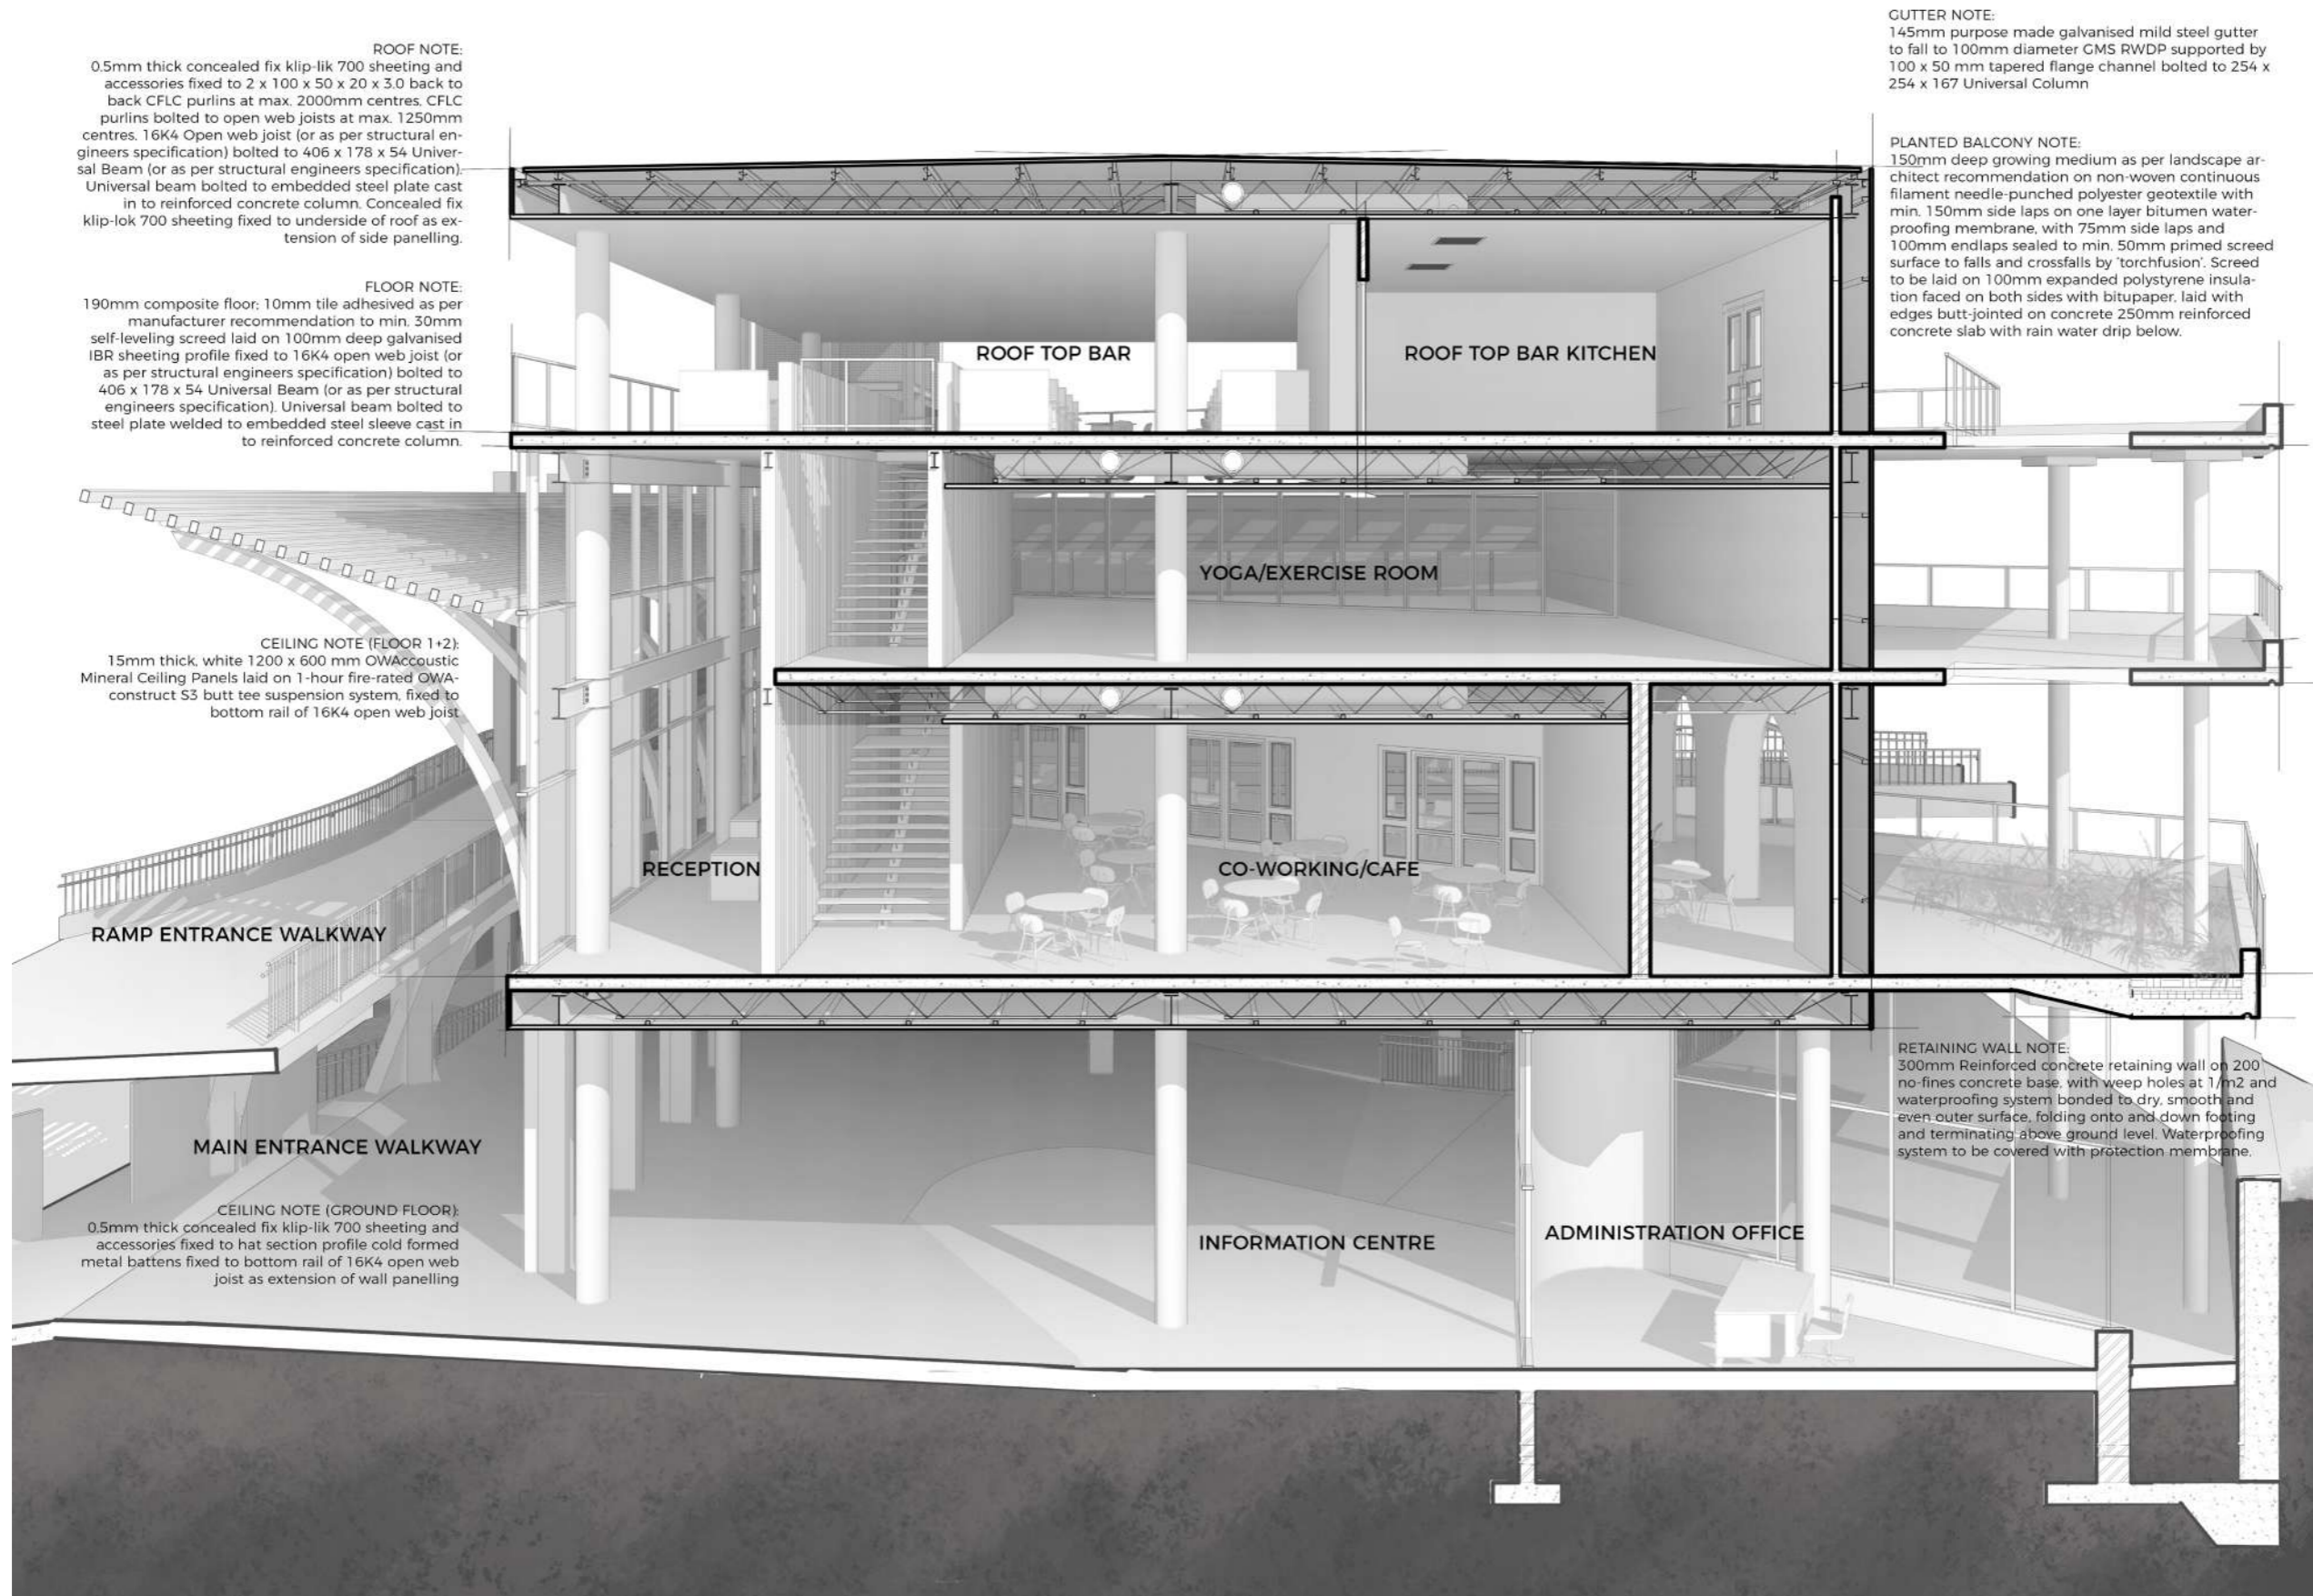 ROOF NOTE:
0.5mm thick concealed fix klip-lik 700 sheeting and
accessories fixed to 2 x 100 x 50 x 20 x 3.0 back to
back CFLC purlins at max. 2000mm centres. CFLC
purlins bolted to open web joists at max. 1250mm
centres. 16K4 Open web joist (or as per structural en-
gineers specification) bolted to 406 x 178 x 54 Univer-
sal Beam (or as per structural engineers specification).
Universal beam bolted to embedded steel plate cast
in to reinforced concrete column. Concealed fix
klip-lok 700 sheeting fixed to underside of roof as ex-
tension of side panelling.
FLOOR NOTE:
190mm composite floor; 10mm tile adhesived as per
manufacturer recommendation to min. 30mm
self-leveling screed laid on 100mm deep galvanised
IBR sheeting profile fixed to 16K4 open web joist (or
as per structural engineers specification) bolted to
406 x 178 x 54 Universal Beam (or as per structural
engineers specification). Universal beam bolted to
steel plate welded to embedded steel sleeve cast in
to reinforced concrete column.
CEILING NOTE (FLOOR 1+2):
15mm thick, white 1200 x 600 mm OWAccoustic
Mineral Ceiling Panels laid on 1-hour fire-rated OWA-
construct S3 butt tee suspension system, fixed to
bottom rail of 16K4 open web joist
RAMP ENTRANCE WALKWAY
MAIN ENTRANCE WALKWAY
CEILING NOTE (GROUND FLOOR):
0.5mm thick concealed fix klip-lik 700 sheeting and
accessories fixed to hat section profile cold formed
metal battens fixed to bottom rail of 16K4 open web
joist as extension of wall panelling
ROOF TOP BAR
ROOF TOP BAR KITCHEN
YOGA/EXERCISE ROOM
RECEPTION
CO-WORKING/CAFE
INFORMATION CENTRE
ADMINISTRATION OFFICE
GUTTER NOTE:
145mm purpose made galvanised mild steel gutter
to fall to 100mm diameter GMS RWDP supported by
100 x 50 mm tapered flange channel bolted to 254 x
254 x 167 Universal Column
PLANTED BALCONY NOTE:
150mm deep growing medium as per landscape ar-
chitect recommendation on non-woven continuous
filament needle-punched polyester geotextile with
min. 150mm side laps on one layer bitumen water-
proofing membrane, with 75mm side laps and
100mm endlaps sealed to min. 50mm primed screed
surface to falls and crossfalls by 'torchfusion'. Screed
to be laid on 100mm expanded polystyrene insula-
tion faced on both sides with bitupaper, laid with
edges butt-jointed on concrete 250mm reinforced
concrete slab with rain water drip below.
RETAINING WALL NOTE:
300mm Reinforced concrete retaining wall on 200
no-fines concrete base, with weep holes at 1/m2 and
waterproofing system bonded to dry, smooth and
even outer surface, folding onto and down footing
and terminating above ground level. Waterproofing
system to be covered with protection membrane.